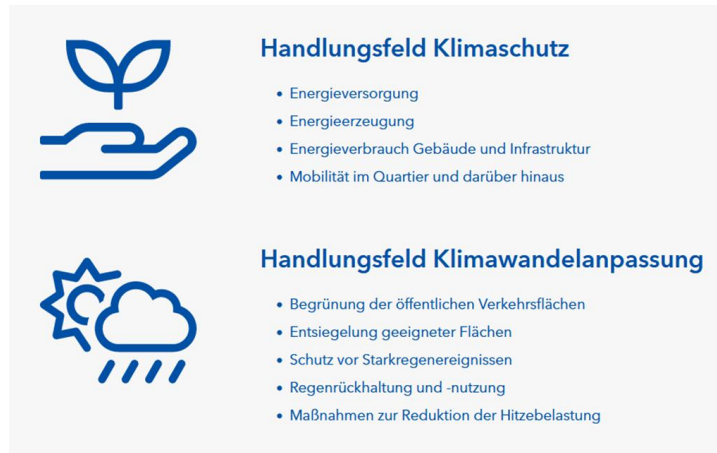 Handlungsfeld Klimaschutz
• Energieversorgung
• Energieerzeugung
• Energieverbrauch Gebäude und Infrastruktur
• Mobilität im Quartier und darüber hinaus
Handlungsfeld Klimawandelanpassung
• Begrünung der öffentlichen Verkehrsflächen
• Entsiegelung geeigneter Flächen
• Schutz vor Starkregenereignissen
• Regenrückhaltung und -nutzung
• Maßnahmen zur Reduktion der Hitzebelastung